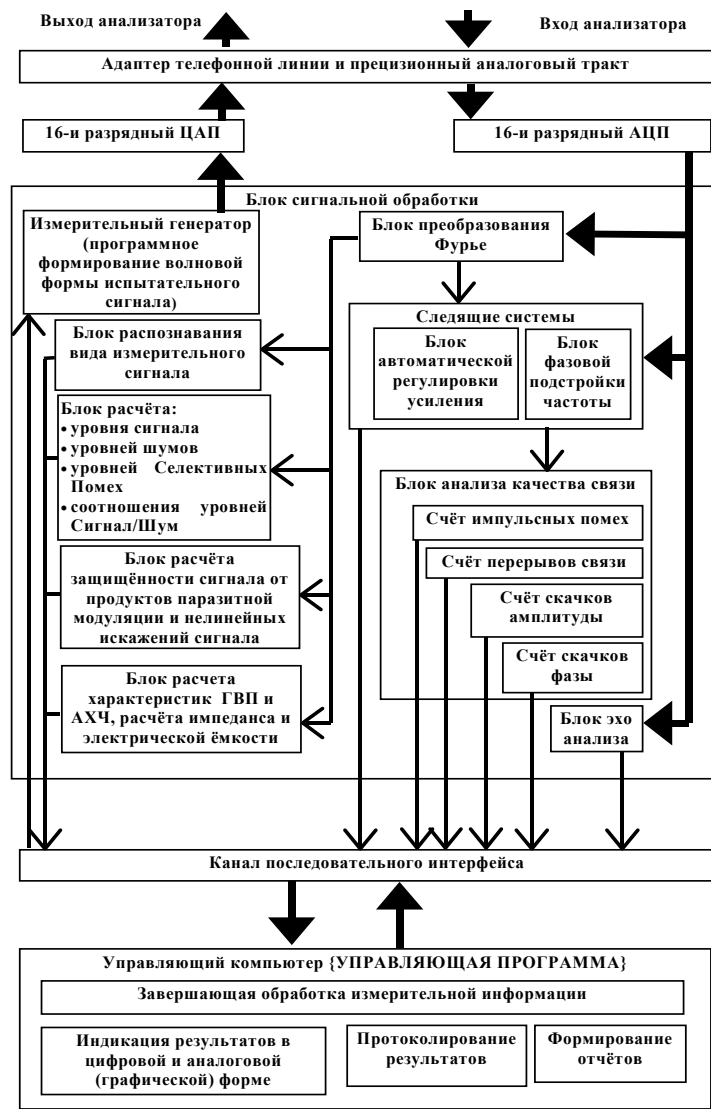 Выход анализатора
Вход анализатора
Адаптер телефонной линии и прецизионный аналоговый тракт
16-и разрядный ЦАП
16-и разрядный АЦП
Блок сигнальной обработки
Измерительный генератор
(программное
формирование волновой
формы испытательного
сигнала)
Блок преобразования
Фурье
Следящие системы
Блок
автоматической
регулировки
усиления
Блок
фазовой
подстройки
частоты
Блок распознавания
вида измерительного
сигнала
Блок расчёта:
• уровня сигнала
• уровней шумов
• уровней Селективных
Помех
• соотношения уровней
Сигнал/Шум
Блок анализа качества связи
Счёт импульсных помех
Счёт перерывов связи
Счёт скачков
амплитуды
Счёт скачков
фазы
Блок расчёта
защищённости сигнала от
продуктов паразитной
модуляции и нелинейных
искажений сигнала
Блок расчета
характеристик ГВП и
АХЧ, расчёта импеданса и
электрической ёмкости
Блок эхо
анализа
Канал последовательного интерфейса
Управляющий компьютер {УПРАВЛЯЮЩАЯ ПРОГРАММА}
Завершающая обработка измерительной информации
Индикация результатов в
цифровой и аналоговой
(графической) форме
Протоколирование
результатов
Формирование
отчётов